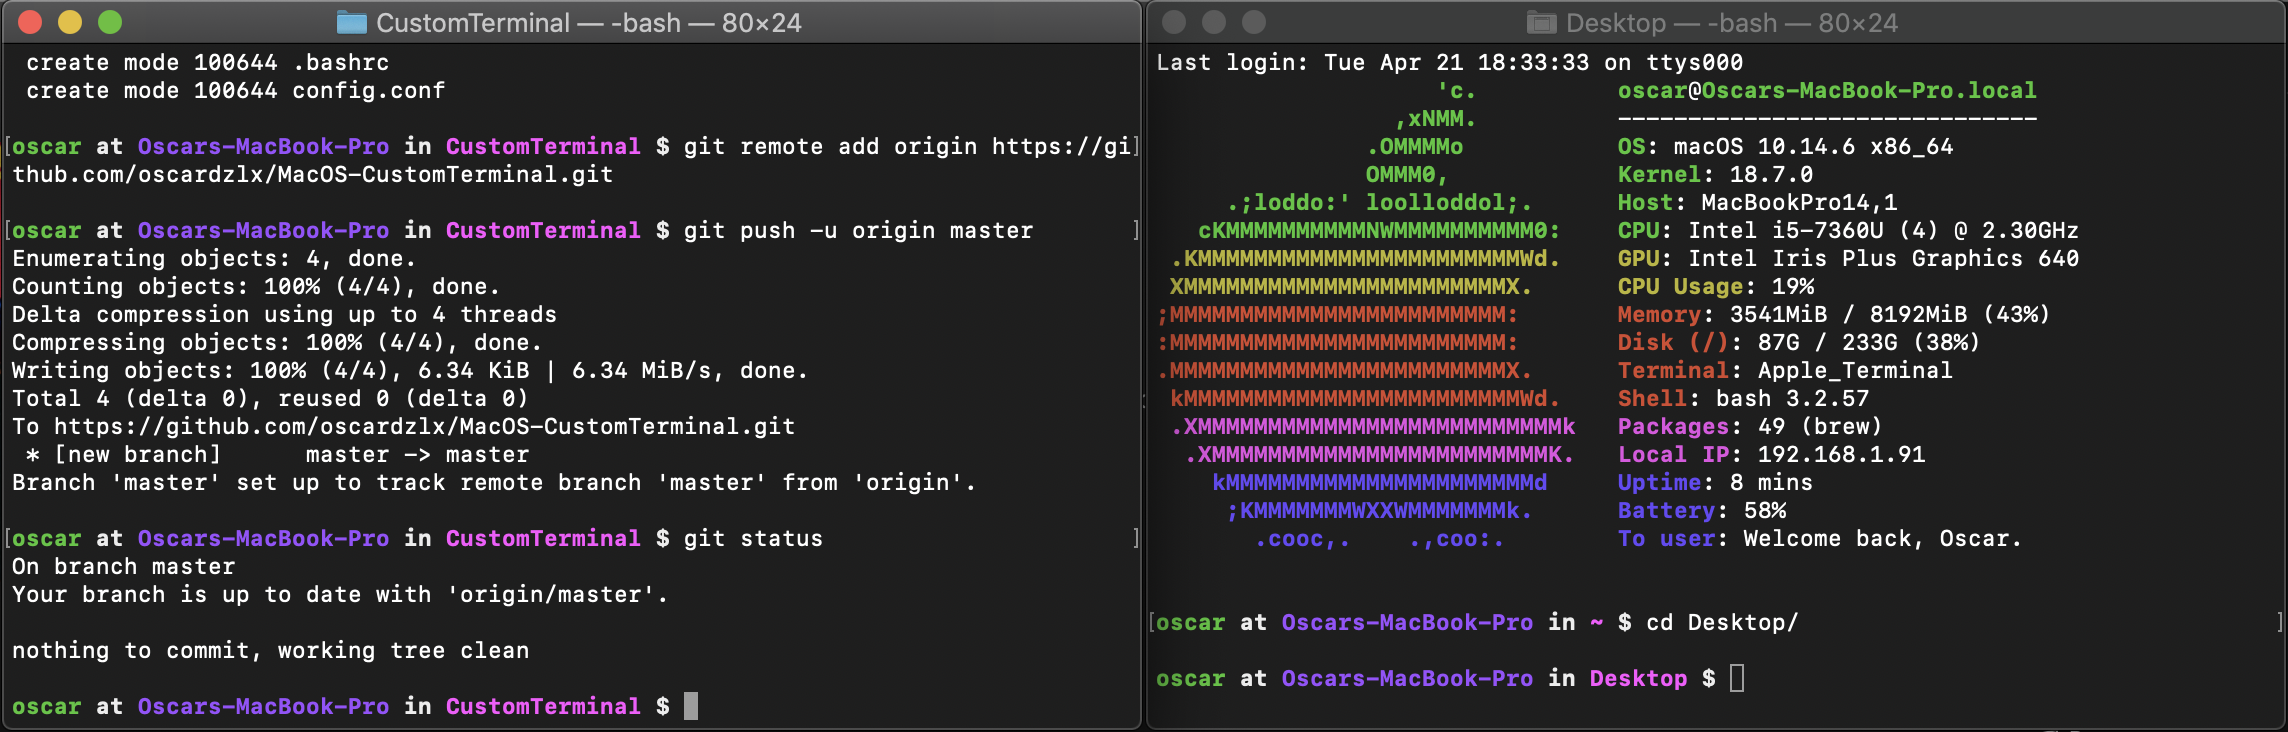 CustomTerminal — -bash — 80×24
create mode 100644 .bashrc
create mode 100644 config.conf
[oscar at Oscars-MacBook-Pro in CustomTerminal $ git remote add origin https://gi]
thub.com/oscardzlx/MacOS-CustomTerminal.git
[oscar at Oscars-MacBook-Pro in CustomTerminal $ git push -u origin master ]
Enumerating objects: 4, done.
Counting objects: 100% (4/4), done.
Delta compression using up to 4 threads
Compressing objects: 100% (4/4), done.
Writing objects: 100% (4/4), 6.34 KiB | 6.34 MiB/s, done.
Total 4 (delta 0), reused 0 (delta 0)
To https://github.com/oscardzlx/MacOS-CustomTerminal.git
* [new branch]      master -> master
Branch 'master' set up to track remote branch 'master' from 'origin'.
[oscar at Oscars-MacBook-Pro in CustomTerminal $ git status ]
On branch master
Your branch is up to date with 'origin/master'.
nothing to commit, working tree clean
oscar at Oscars-MacBook-Pro in CustomTerminal $
Desktop — -bash — 80×24
Last login: Tue Apr 21 18:33:33 on ttys000
                    'c.          oscar@Oscars-MacBook-Pro.local
                 ,xNMM.          ------------------------------
               .OMMMMo           OS: macOS 10.14.6 x86_64
               OMMM0,            Kernel: 18.7.0
     .;loddo:' loolloddol;.      Host: MacBookPro14,1
   cKMMMMMMMMMMNWMMMMMMMMMM0:    CPU: Intel i5-7360U (4) @ 2.30GHz
 .KMMMMMMMMMMMMMMMMMMMMMMMWd.    GPU: Intel Iris Plus Graphics 640
 XMMMMMMMMMMMMMMMMMMMMMMMX.      CPU Usage: 19%
;MMMMMMMMMMMMMMMMMMMMMMMM:       Memory: 3541MiB / 8192MiB (43%)
:MMMMMMMMMMMMMMMMMMMMMMMM:       Disk (/): 87G / 233G (38%)
.MMMMMMMMMMMMMMMMMMMMMMMMX.      Terminal: Apple_Terminal
 kMMMMMMMMMMMMMMMMMMMMMMMMWd.    Shell: bash 3.2.57
 .XMMMMMMMMMMMMMMMMMMMMMMMMMMk   Packages: 49 (brew)
  .XMMMMMMMMMMMMMMMMMMMMMMMMK.   Local IP: 192.168.1.91
    kMMMMMMMMMMMMMMMMMMMMMMd     Uptime: 8 mins
     ;KMMMMMMMWXXWMMMMMMMk.      Battery: 58%
       .cooc,.    .,coo:.        To user: Welcome back, Oscar.
[oscar at Oscars-MacBook-Pro in ~ $ cd Desktop/ ]
oscar at Oscars-MacBook-Pro in Desktop $